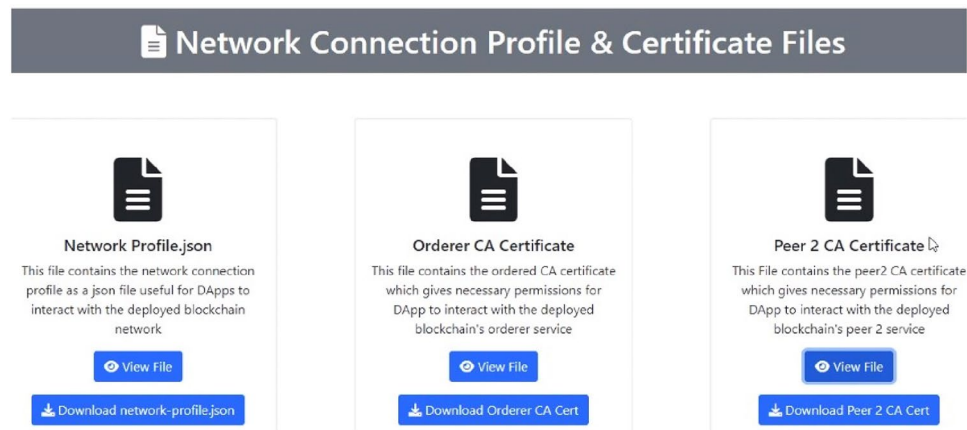 Network Connection Profile & Certificate Files
Network Profile.json
This file contains the network connection
profile as a json file useful for DApps to
interact with the deployed blockchain
network
View File
Download network-profile.json
Orderer CA Certificate
This file contains the ordered CA certificate
which gives necessary permissions for
DApp to interact with the deployed
blockchain's orderer service
View File
Download Orderer CA Cert
Peer 2 CA Certificate
This File contains the peer2 CA certificate
which gives necessary permissions for
DApp to interact with the deployed
blockchain's peer 2 service
View File
Download Peer 2 CA Cert